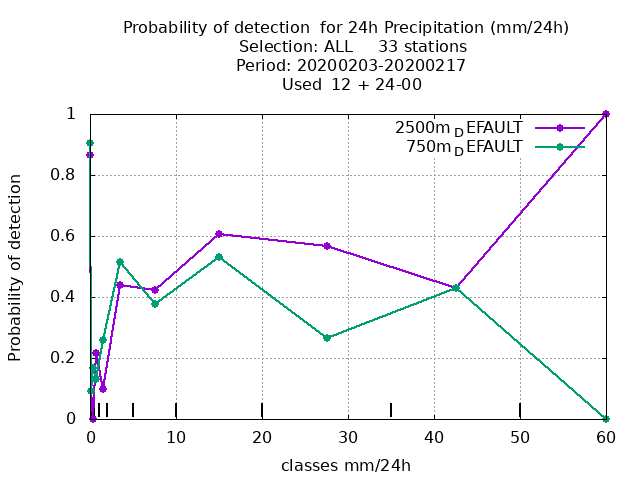 Probability of detection  for 24h Precipitation (mm/24h)
Selection: ALL     33 stations
Period: 20200203-20200217
Used  12 + 24-00
1
0.8
0.6
0.4
0.2
0
Probability of detection
2500m_DEFAULT
750m_DEFAULT
0 10 20 30 40 50 60
classes mm/24h